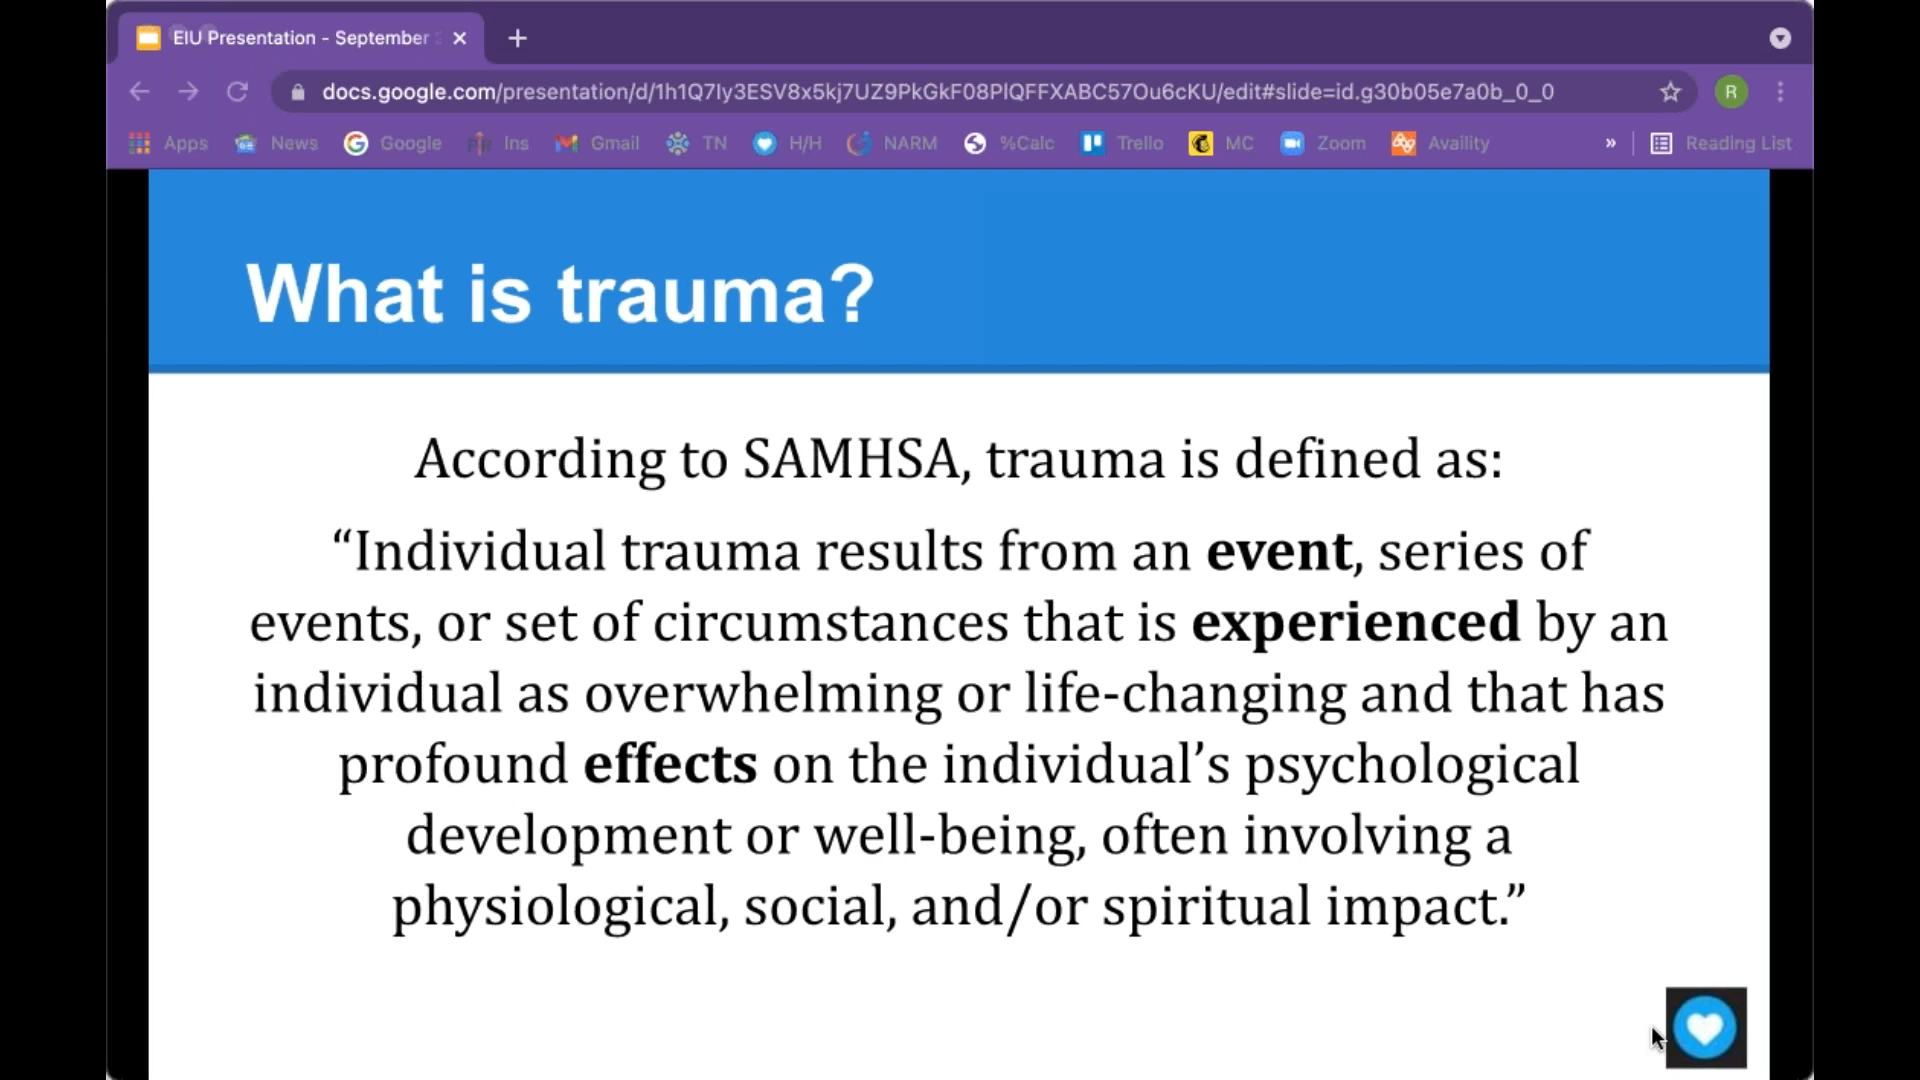 EIU Presentation - September
docs.google.com/presentation/d/1h1Q7Iy3ESV8x5kj7UZ9PkGkF08PlQFFXABC57Ou6cKU/edit#slide=id.g30b05e7a0b_0_0
R
Apps News Google Ins Gmail TN H/H NARM %Calc Trello MC Zoom Availity » Reading List
What is trauma?
According to SAMHSA, trauma is defined as:
“Individual trauma results from an event, series of
events, or set of circumstances that is experienced by an
individual as overwhelming or life-changing and that has
profound effects on the individual’s psychological
development or well-being, often involving a
physiological, social, and/or spiritual impact.”